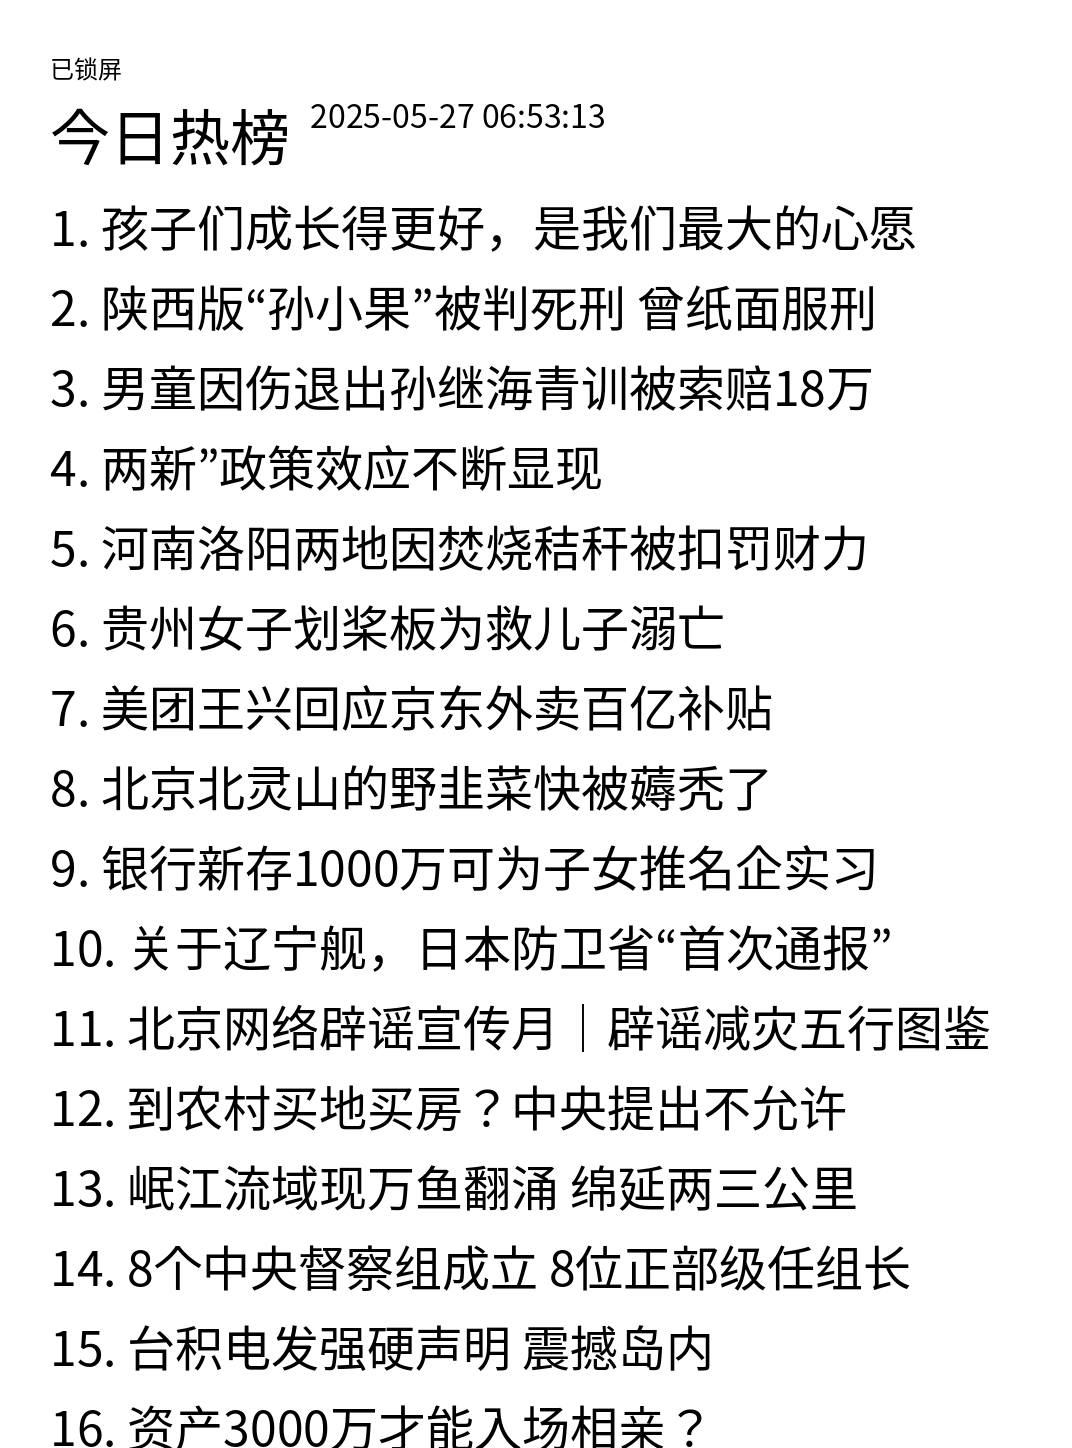 已锁屏
今日热榜 2025-05-27 06:53:13
1. 孩子们成长得更好，是我们最大的心愿
2. 陕西版“孙小果”被判死刑 曾纸面服刑
3. 男童因伤退出孙继海青训被索赔18万
4. 两新”政策效应不断显现
5. 河南洛阳两地因焚烧秸秆被扣罚财力
6. 贵州女子划桨板为救儿子溺亡
7. 美团王兴回应京东外卖百亿补贴
8. 北京北灵山的野韭菜快被薅秃了
9. 银行新存1000万可为子女推名企实习
10. 关于辽宁舰，日本防卫省“首次通报”
11. 北京网络辟谣宣传月｜辟谣减灾五行图鉴
12. 到农村买地买房？中央提出不允许
13. 岷江流域现万鱼翻涌 绵延两三公里
14. 8个中央督察组成立 8位正部级任组长
15. 台积电发强硬声明 震撼岛内
16. 资产3000万才能入场相亲？